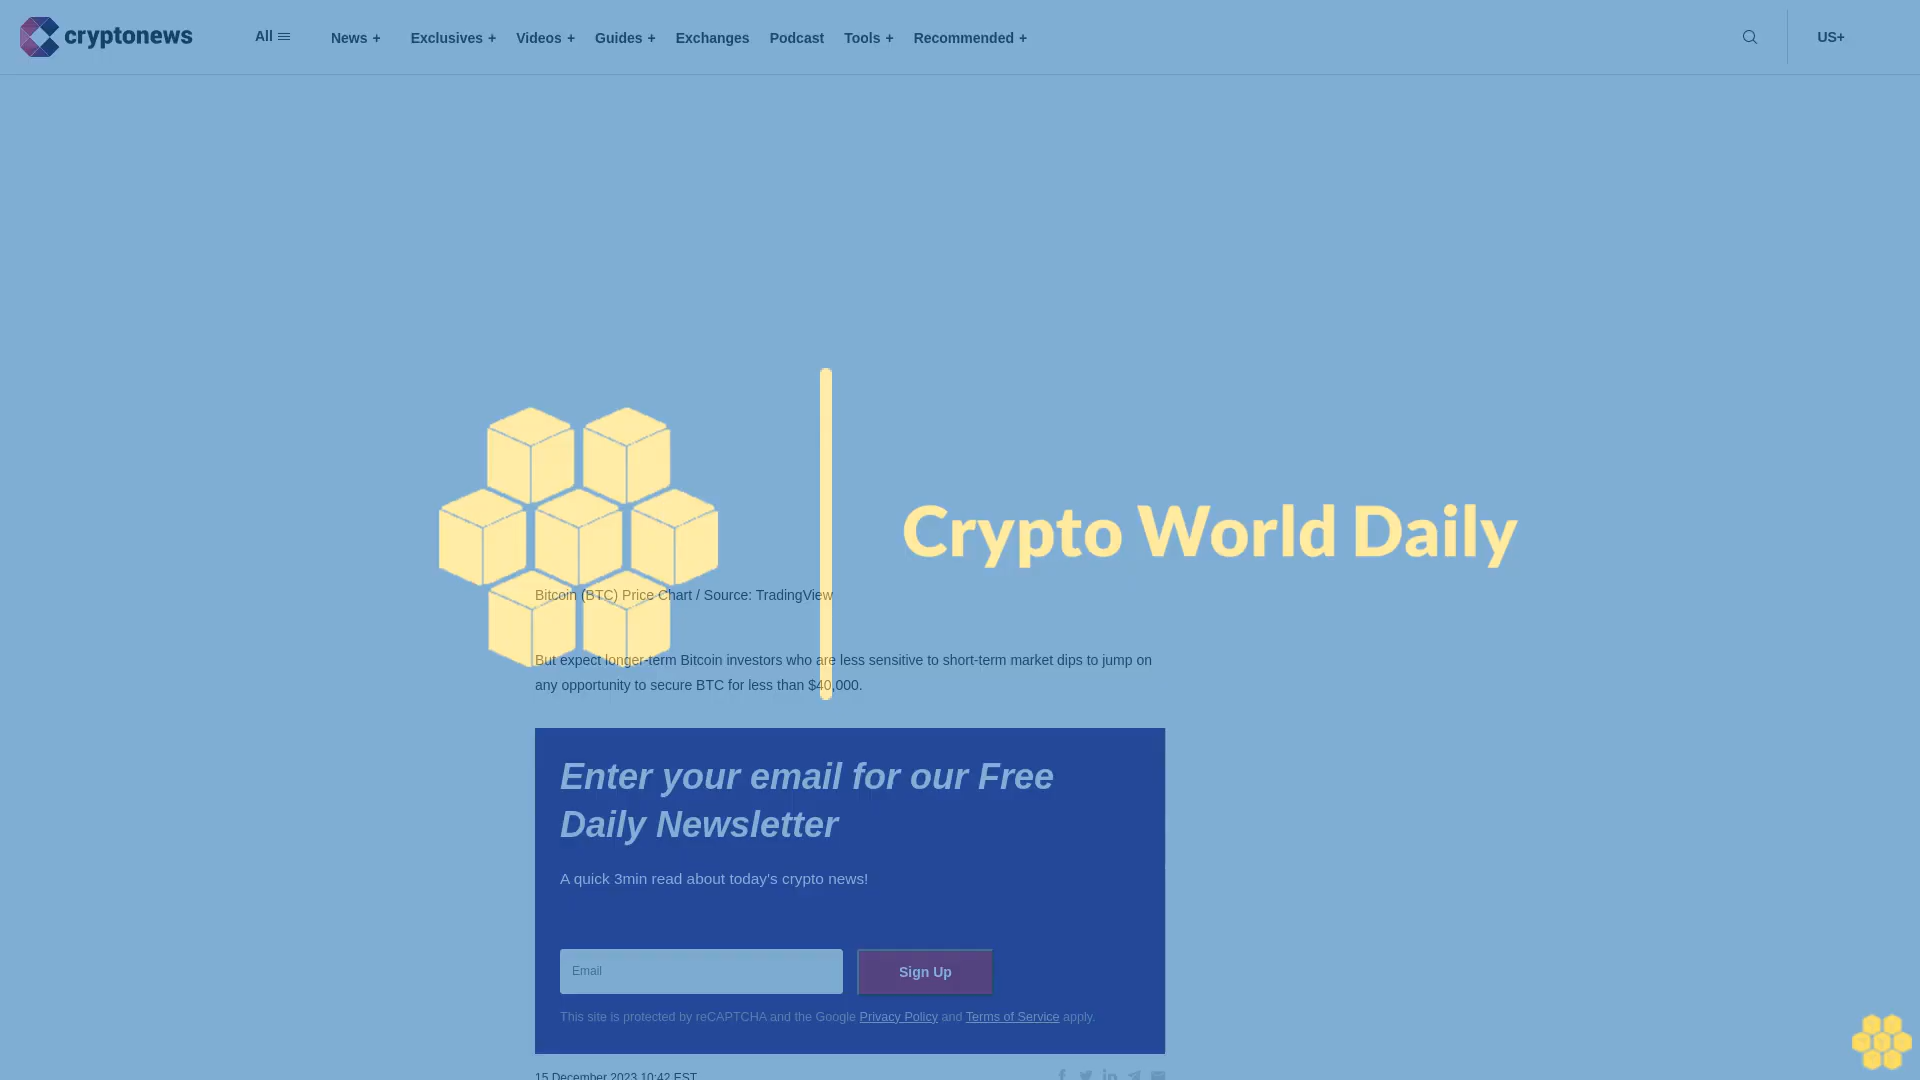 cryptonews
All
News +
Exclusives +
Videos +
Guides +
Exchanges
Podcast
Tools +
Recommended +
US+
Crypto World Daily
Bitcoin (BTC) Price Chart / Source: TradingView
But expect longer-term Bitcoin investors who are less sensitive to short-term market dips to jump on
any opportunity to secure BTC for less than $40,000.
Enter your email for our Free
Daily Newsletter
A quick 3min read about today's crypto news!
Email
Sign Up
This site is protected by reCAPTCHA and the Google Privacy Policy and Terms of Service apply.
15 December 2023 10:42 EST